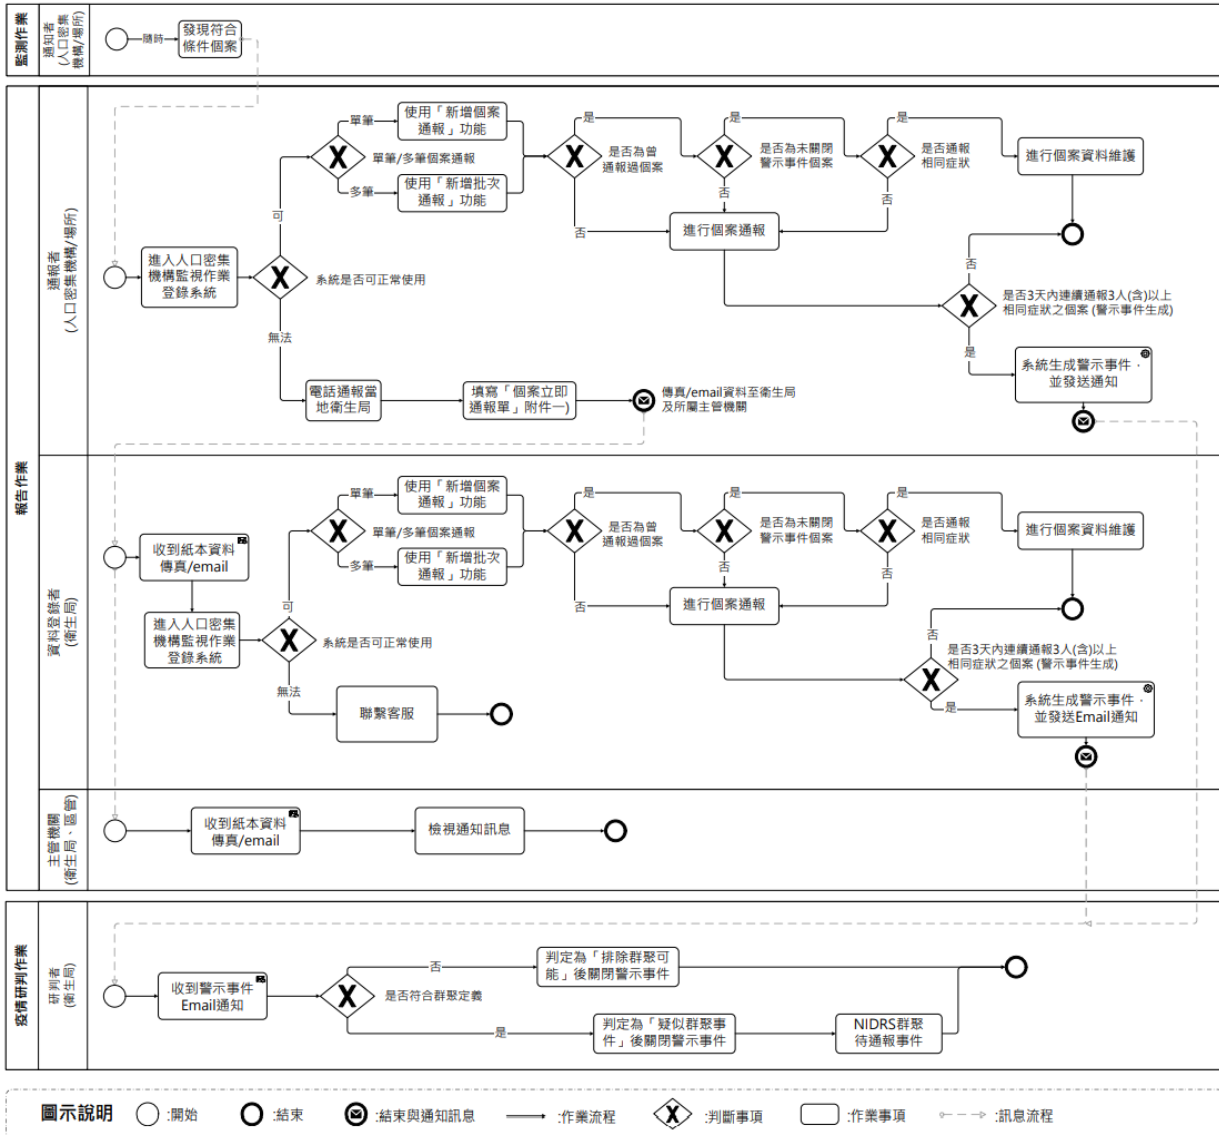 監測作業
通知者
(人口密集
機構/場所)
隨時
發現符合
條件個案
報告作業
通報者
(人口密集機構/場所)
進入人口密集
機構監視作業
登錄系統
系統是否可正常使用
可
無法
單筆/多筆個案通報
單筆
多筆
使用「新增個案
通報」功能
使用「新增批次
通報」功能
是否為曾
通報過個案
是
否
是否為未關閉
警示事件個案
是
否
是否通報
相同症狀
是
否
進行個案資料維護
進行個案通報
是否3天內連續通報3人(含)以上
相同症狀之個案 (警示事件生成)
否
是
系統生成警示事件，
並發送通知
電話通報當
地衛生局
填寫「個案立即
通報單」附件一)
傳真/email資料至衛生局
及所屬主管機關
資料登錄者
(衛生局)
收到紙本資料
傳真/email
進入人口密集
機構監視作業
登錄系統
系統是否可正常使用
可
無法
聯繫客服
單筆/多筆個案通報
單筆
多筆
使用「新增個案
通報」功能
使用「新增批次
通報」功能
是否為曾
通報過個案
是
否
是否為未關閉
警示事件個案
是
否
是否通報
相同症狀
是
否
進行個案資料維護
進行個案通報
是否3天內連續通報3人(含)以上
相同症狀之個案 (警示事件生成)
否
是
系統生成警示事件，
並發送Email通知
主管機關
(衛生局、區管)
收到紙本資料
傳真/email
檢視通知訊息
疫情研判作業
研判者
(衛生局)
收到警示事件
Email通知
是否符合群聚定義
否
是
判定為「排除群聚可
能」後關閉警示事件
判定為「疑似群聚事
件」後關閉警示事件
NIDRS群聚
待通報事件
圖示說明
:開始
:結束
:結束與通知訊息
:作業流程
:判斷事項
:作業事項
:訊息流程